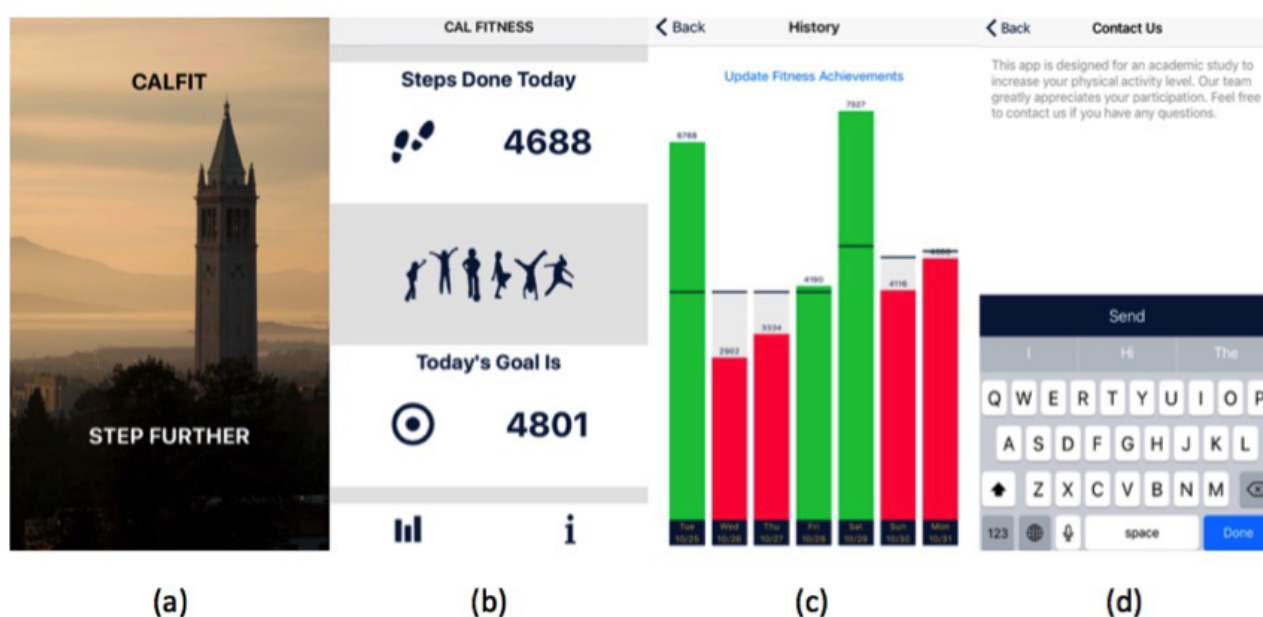 CALFIT
STEP FURTHER
CAL FITNESS
Steps Done Today
4688
Today's Goal Is
4801
i
Back
History
Update Fitness Achievements
6768
2902
3334
4160
7327
4116
Tue
10/25
Wed
10/26
Thu
10/27
Fri
10/28
Sat
10/29
Sun
10/30
Mon
10/31
Back
Contact Us
This app is designed for an academic study to
increase your physical activity level. Our team
greatly appreciates your participation. Feel free
to contact us if you have any questions.
Send
I Hi The
Q W E R T Y U I O P
A S D F G H J K L
Z X C V B N M
123 space Done
(a) (b) (c) (d)